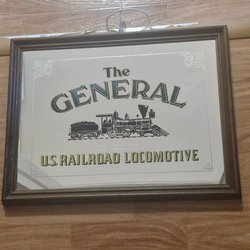 The
GENERAL
U.S. RAILROAD LOCOMOTIVE